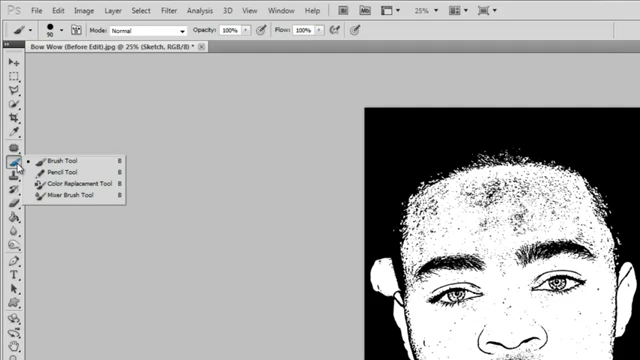 Ps File Edit Image Layer Select Filter Analysis 3D View Window Help Br Mb 25%
90 Mode: Normal Opacity: 100% Flow: 100%
Bow Wow (Before Edit).jpg @ 25% (Sketch, RGB/8) *
Brush Tool B
Pencil Tool B
Color Replacement Tool B
Mixer Brush Tool B
T